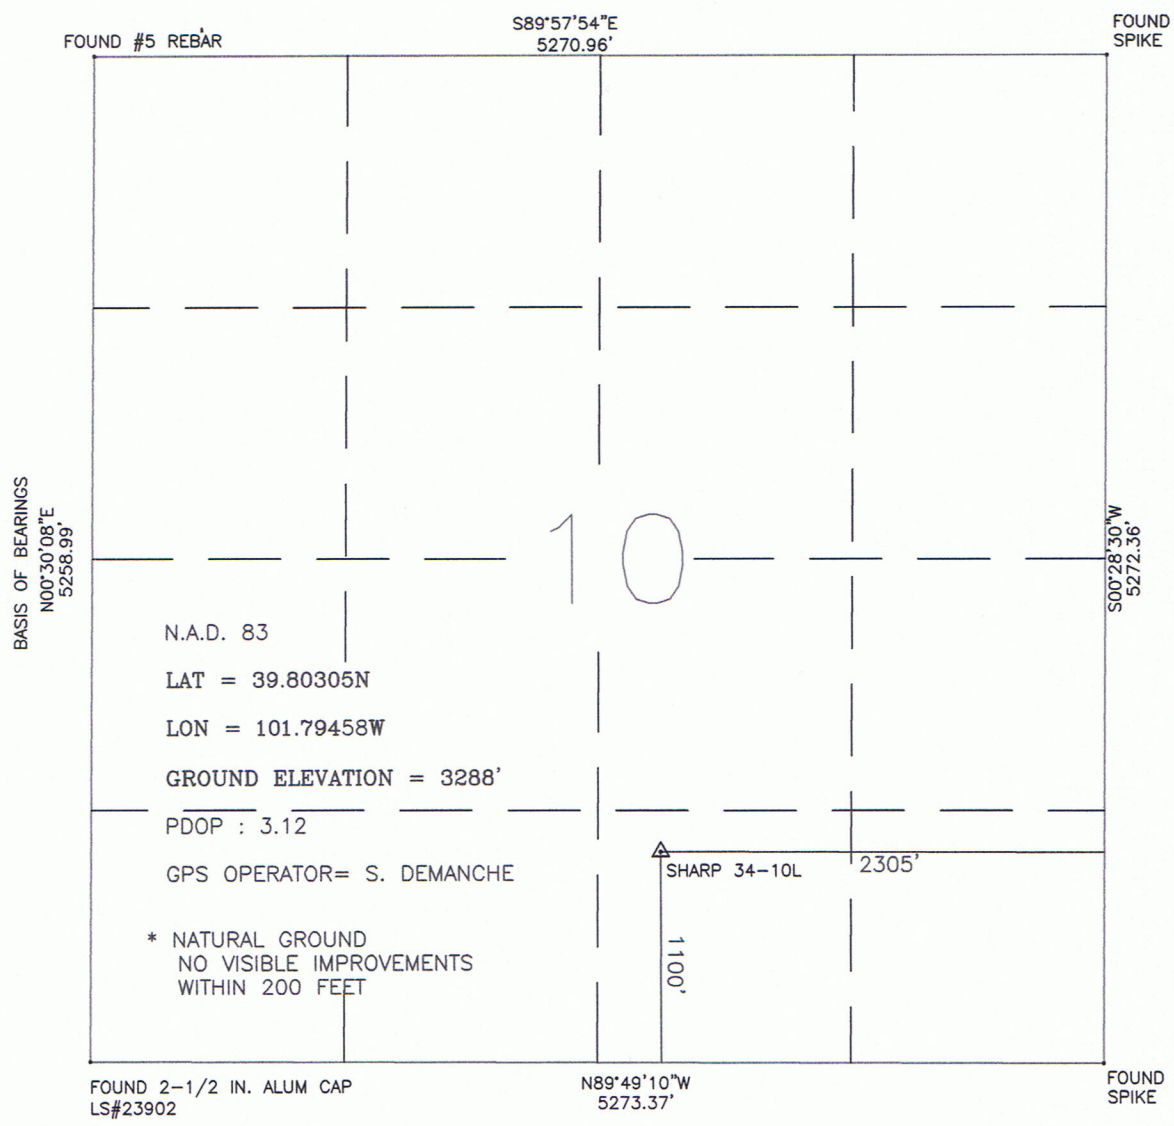 S89°57'54"E
5270.96'
FOUND #5 REBAR
FOUND
SPIKE
BASIS OF BEARINGS
N00°30'08"E
5258.99'
10
S00°28'30"W
5272.36'
N.A.D. 83
LAT = 39.80305N
LON = 101.79458W
GROUND ELEVATION = 3288'
PDOP : 3.12
GPS OPERATOR= S. DEMANCHE
SHARP 34-10L
2305'
1100'
* NATURAL GROUND
NO VISIBLE IMPROVEMENTS
WITHIN 200 FEET
FOUND 2-1/2 IN. ALUM CAP
LS#23902
N89°49'10"W
5273.37'
FOUND
SPIKE